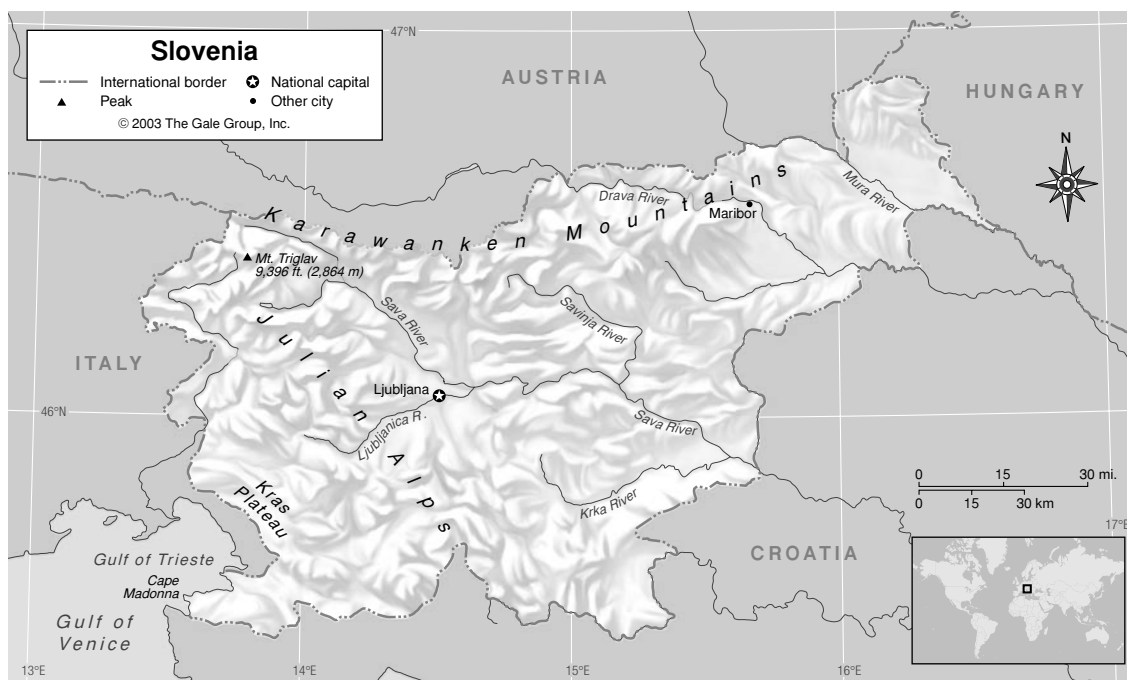 Slovenia
International border
National capital
Peak
Other city
© 2003 The Gale Group, Inc.
47°N
AUSTRIA
HUNGARY
N
Karawanken Mountains
Drava River
Maribor
Mura River
Mt. Triglav
9,396 ft. (2,864 m)
Sava River
Savinja River
Julian Alps
ITALY
Ljubljana
46°N
Ljubljanica R.
Sava River
Krka River
Kras
Plateau
0 15 30 mi.
0 15 30 km
17°E
Gulf of Trieste
CROATIA
Cape
Madonna
Gulf of
Venice
13°E
14°E
15°E
16°E